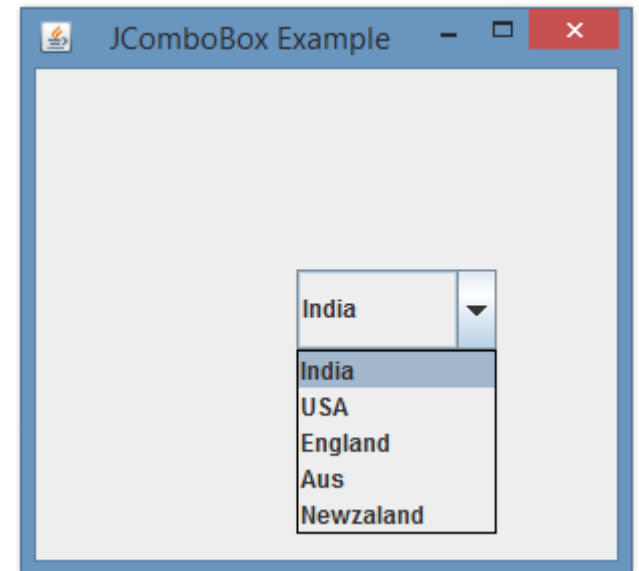 JComboBox Example
India
India
USA
England
Aus
Newzaland